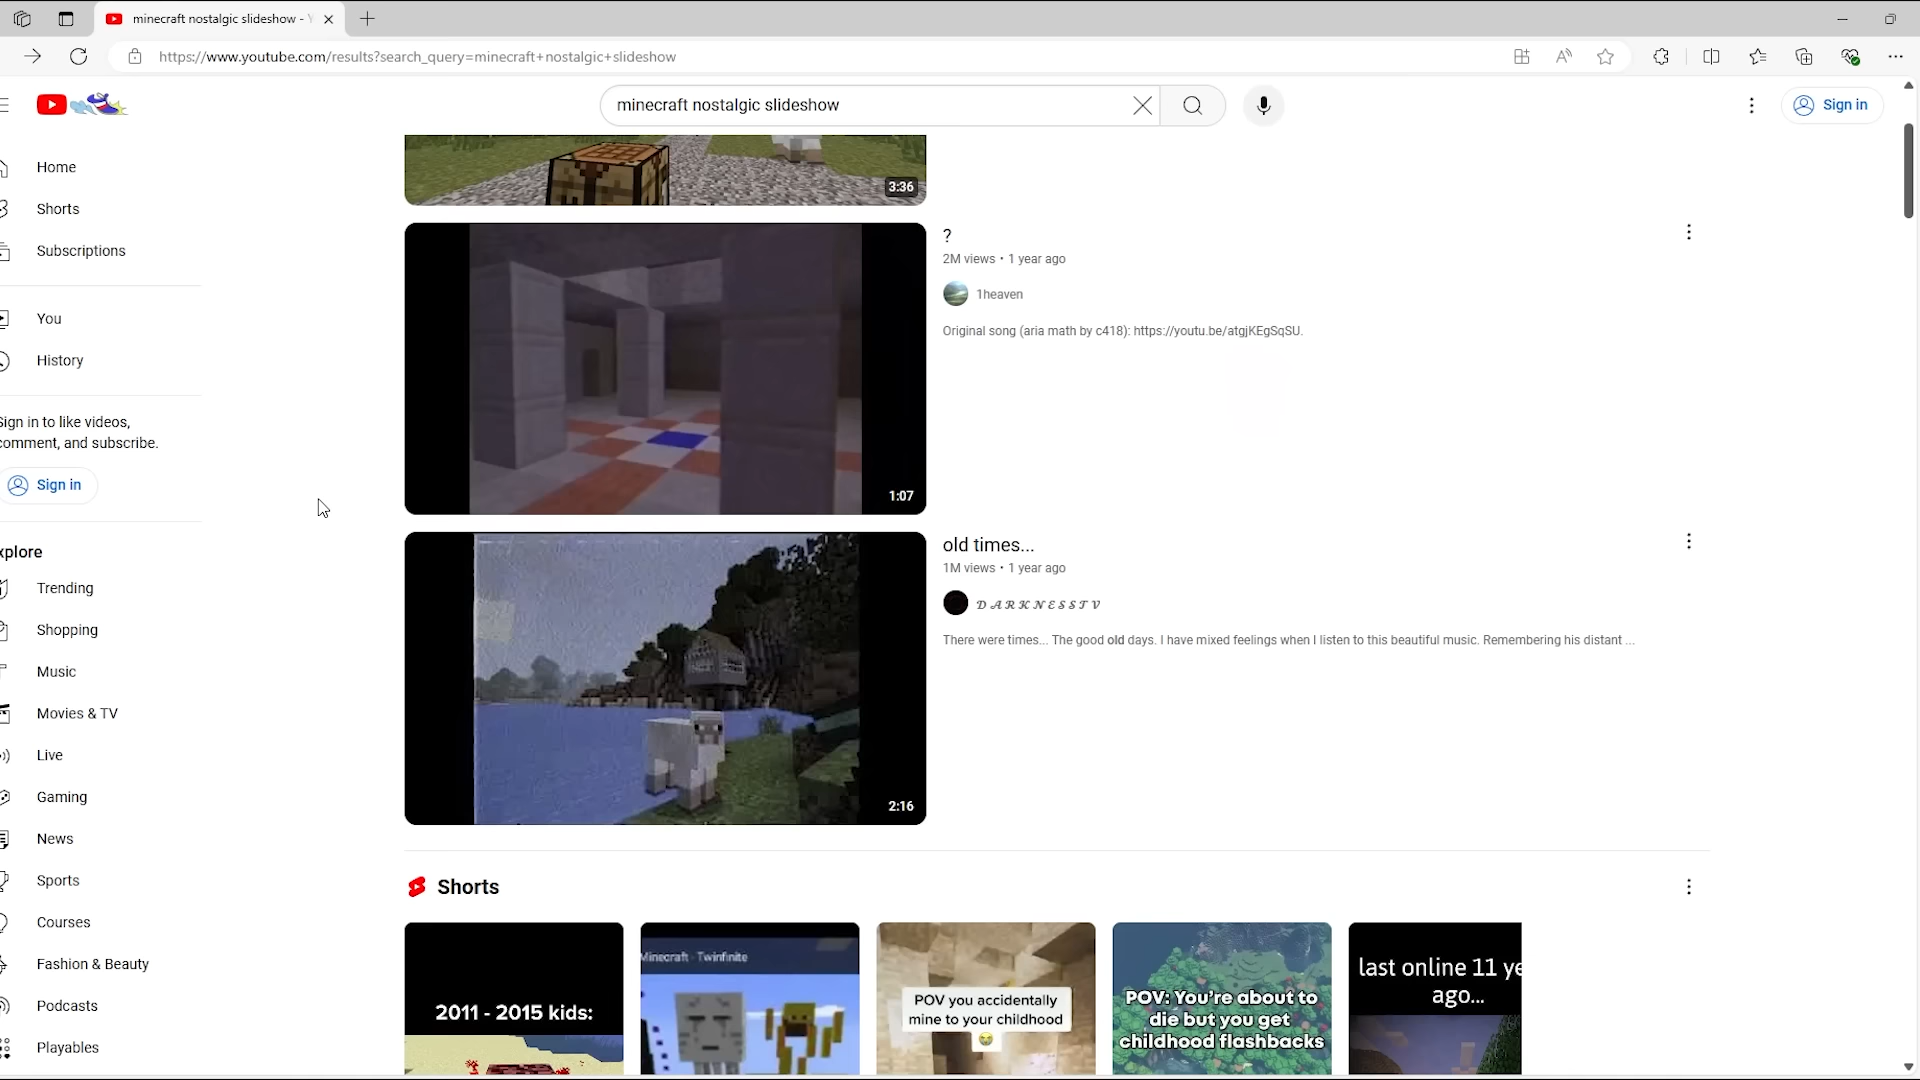 minecraft nostalgic slideshow - Y
https://www.youtube.com/results?search_query=minecraft+nostalgic+slideshow
minecraft nostalgic slideshow
Sign in
Home
Shorts
Subscriptions
You
History
Sign in to like videos,
comment, and subscribe.
Sign in
xplore
Trending
Shopping
Music
Movies & TV
Live
Gaming
News
Sports
Courses
Fashion & Beauty
Podcasts
Playables
3:36
1:07
?
2M views • 1 year ago
1heaven
Original song (aria math by c418): https://youtu.be/atgjKEgSqSU.
2:16
old times...
1M views • 1 year ago
𝓓 𝓐 𝓡 𝓚 𝓝 𝓔 𝓢 𝓢 𝓣 𝓥
There were times... The good old days. I have mixed feelings when I listen to this beautiful music. Remembering his distant ...
Shorts
2011 - 2015 kids:
Minecraft - Twinfinite
POV you accidentally
mine to your childhood
😭
POV: You're about to
die but you get
childhood flashbacks
last online 11 ye
ago...